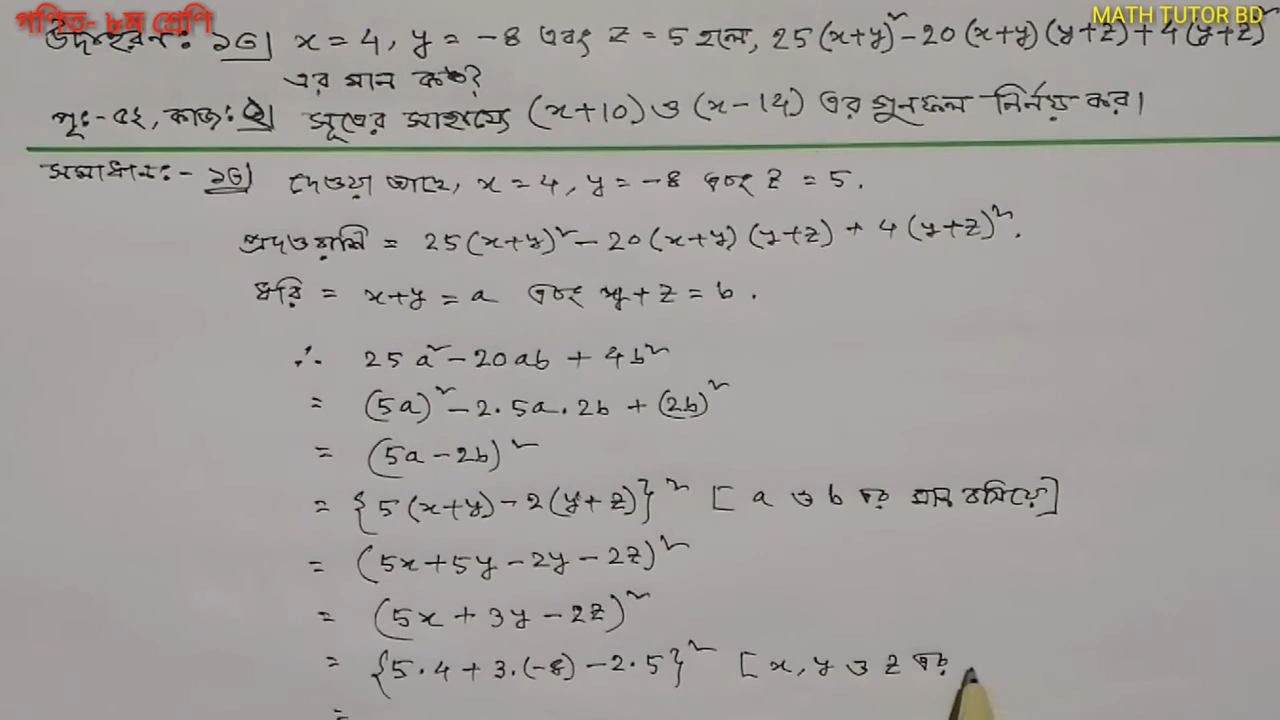 গণিত- ৮ম শ্রেণি
MATH TUTOR BD
উদাহরণঃ ১৩| x = 4, y = -8 এবং z = 5 হলে, 25(x+y)² - 20(x+y)(y+z) + 4(y+z)²
এর মান কত?
পৃঃ- ৫২, কাজঃ ২| সূত্রের সাহায্যে (x+10) ও (x-14) এর গুনফল নির্নয় কর।
সমাধানঃ- ১৩| দেওয়া আছে, x = 4, y = -8 এবং z = 5.
প্রদত্ত রাশি = 25(x+y)² - 20(x+y)(y+z) + 4(y+z)².
ধরি = x+y = a এবং y+z = b.
∴ 25a² - 20ab + 4b²
= (5a)² - 2.5a.2b + (2b)²
= (5a-2b)²
= {5(x+y) - 2(y+z)}² [a ও b এর মান বসিয়ে]
= (5x+5y-2y-2z)²
= (5x+3y-2z)²
= {5.4+3.(-8)-2.5}² [x, y ও z এর
=